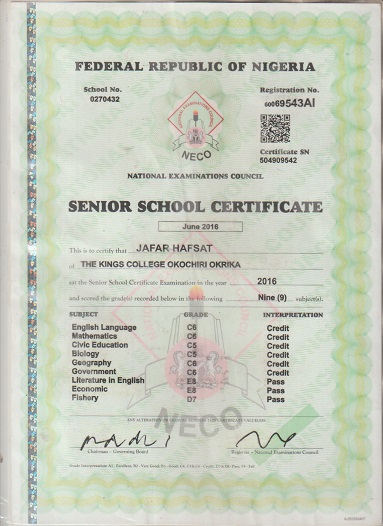 FEDERAL REPUBLIC OF NIGERIA
School No.
0270432
Registration No.
60069543AI
NECO
Certificate SN
504909542
NATIONAL EXAMINATIONS COUNCIL
SENIOR SCHOOL CERTIFICATE
June 2016
This is to certify that JAFAR HAFSAT
of THE KINGS COLLEGE OKOCHIRI OKRIKA
sat the Senior School Certificate Examination in the year 2016
and scored the grade(s) recorded below in the following Nine (9) subject(s).
SUBJECT GRADE INTERPRETATION
English Language C6 Credit
Mathematics C6 Credit
Civic Education C5 Credit
Biology C5 Credit
Geography C6 Credit
Government C6 Credit
Literature in English E8 Pass
Economic E8 Pass
Fishery D7 Pass
NECO
Chairman - Governing Board
Registrar - National Examinations Council